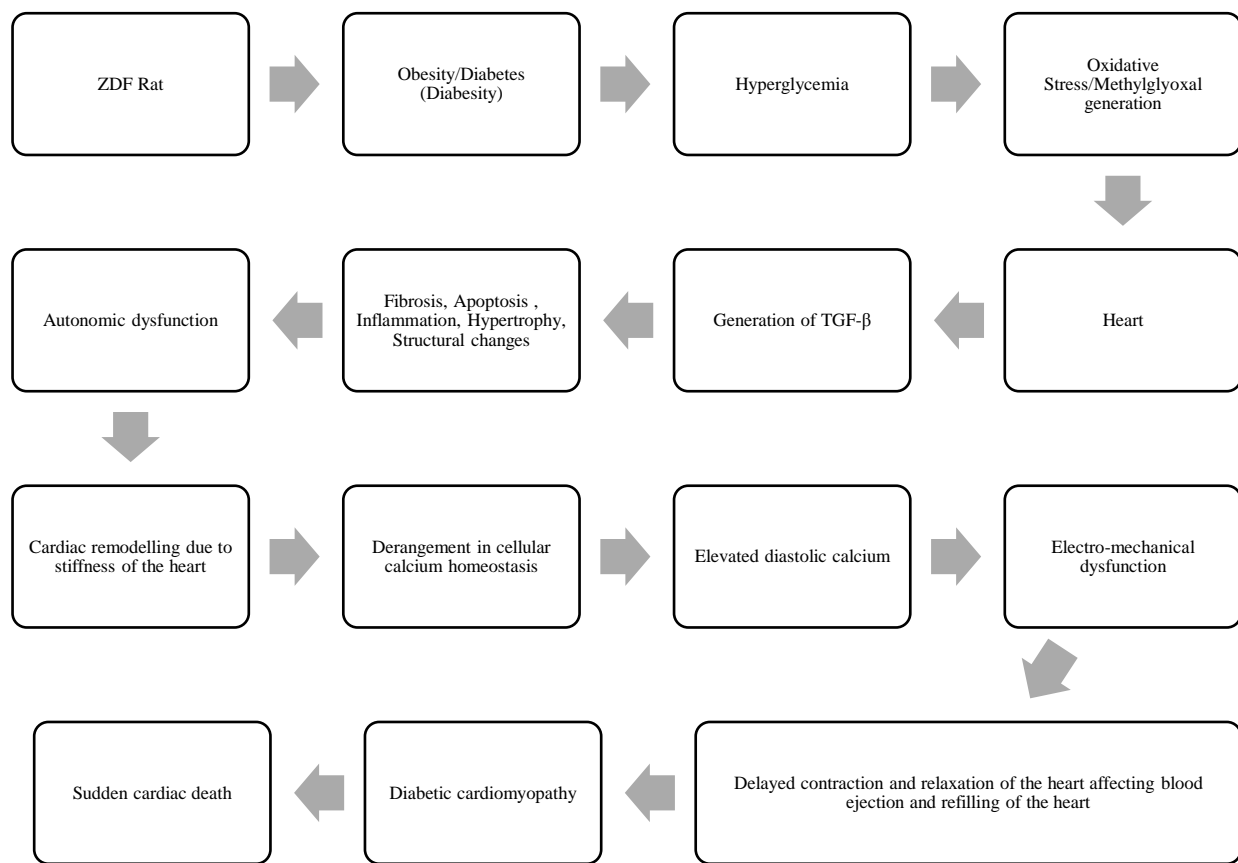 ZDF Rat
Obesity/Diabetes
(Diabesity)
Hyperglycemia
Oxidative
Stress/Methylglyoxal
generation
Heart
Generation of TGF-β
Fibrosis, Apoptosis ,
Inflammation, Hypertrophy,
Structural changes
Autonomic dysfunction
Cardiac remodelling due to
stiffness of the heart
Derangement in cellular
calcium homeostasis
Elevated diastolic calcium
Electro-mechanical
dysfunction
Delayed contraction and relaxation of the heart affecting blood
ejection and refilling of the heart
Diabetic cardiomyopathy
Sudden cardiac death